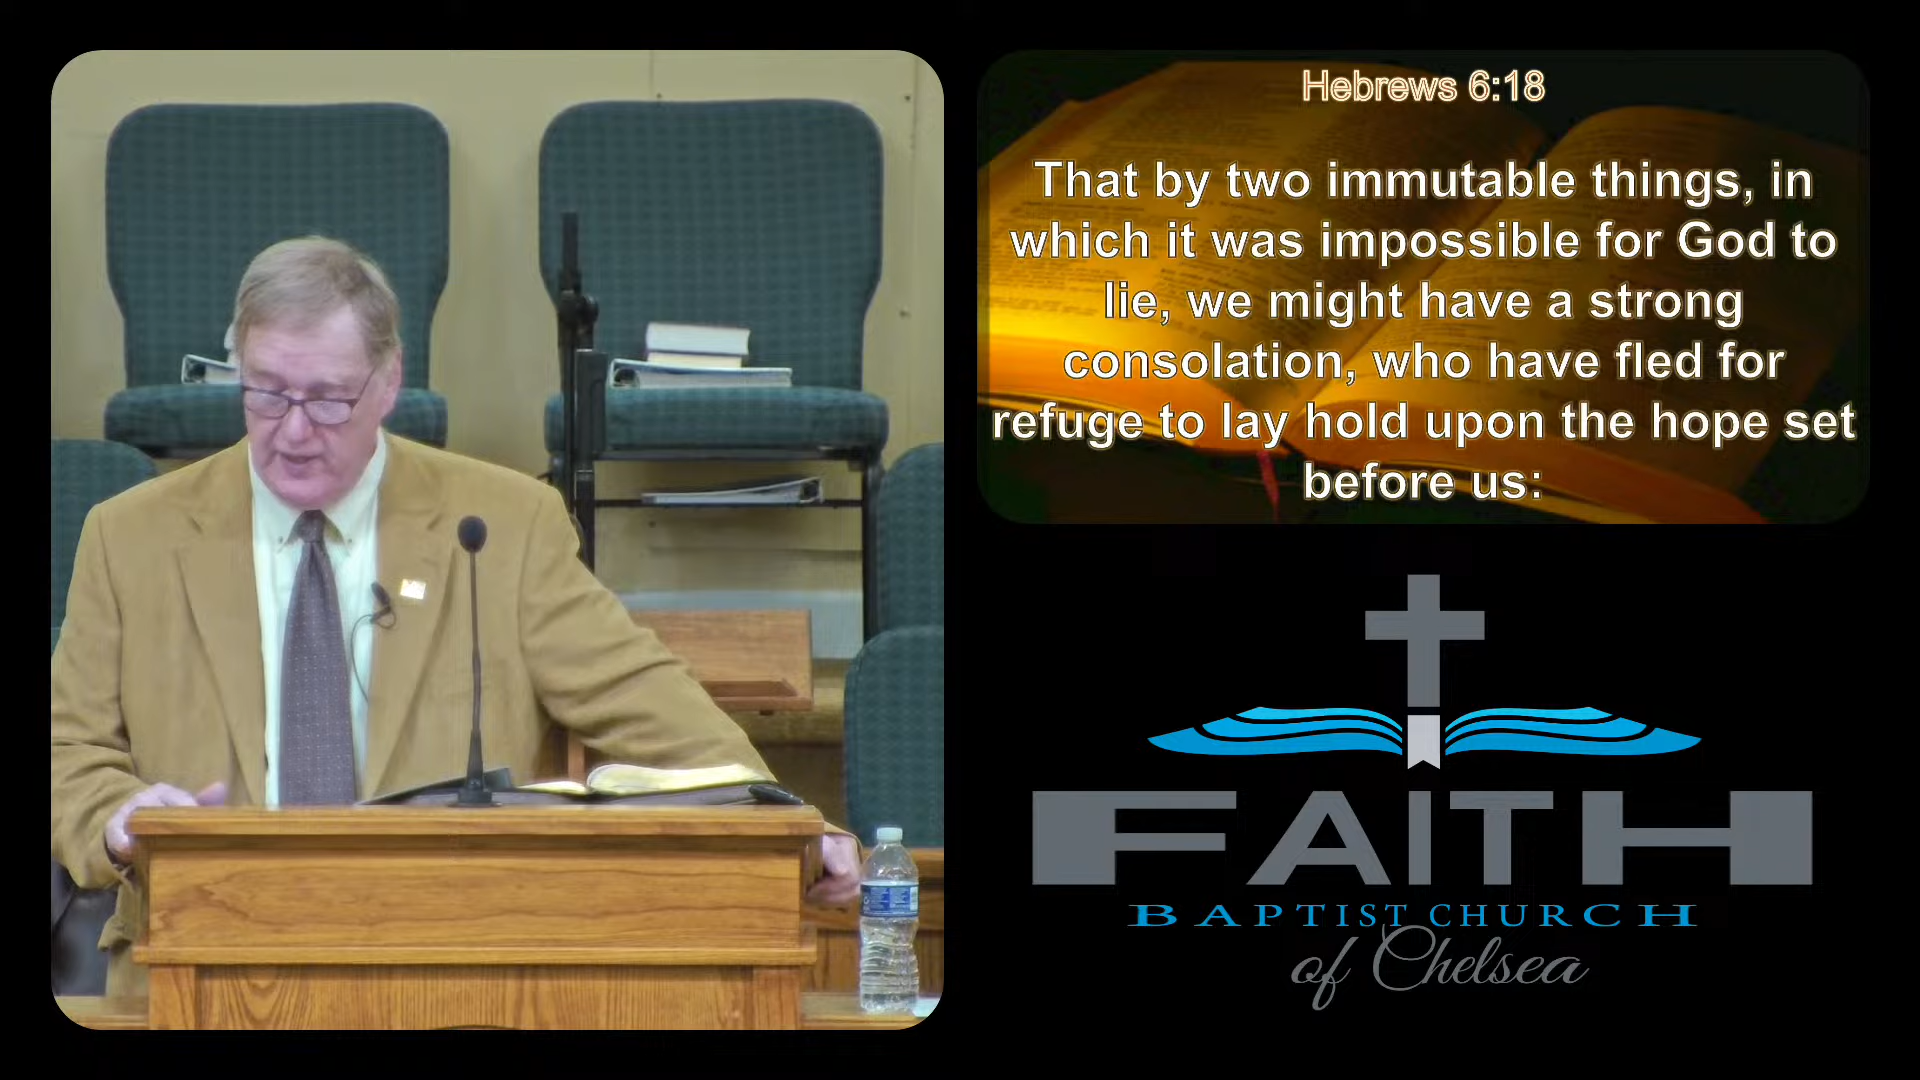 Hebrews 6:18
That by two immutable things, in
which it was impossible for God to
lie, we might have a strong
consolation, who have fled for
refuge to lay hold upon the hope set
before us:
FAITH
BAPTIST CHURCH
of Chelsea